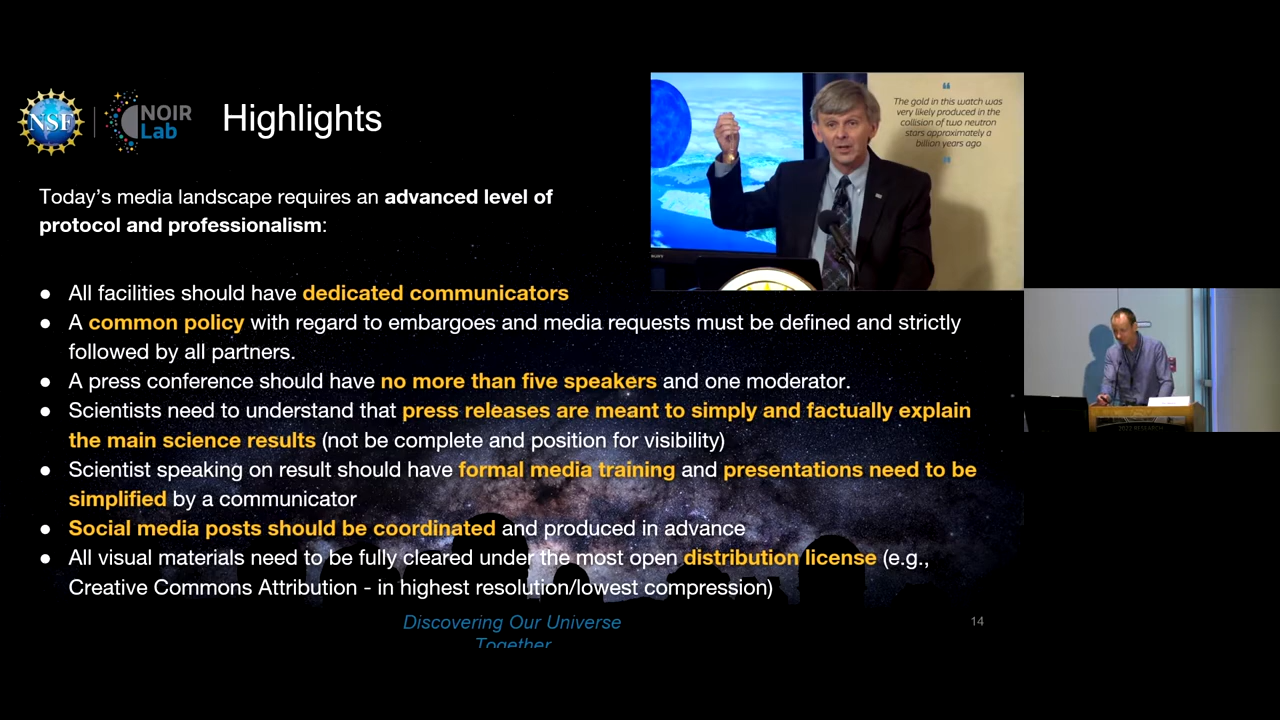 NSF
NOIR
Lab
Highlights
“
The gold in this watch was
very likely produced in the
collision of two neutron
stars approximately a
billion years ago
Today’s media landscape requires an advanced level of
protocol and professionalism:
● All facilities should have dedicated communicators
● A common policy with regard to embargoes and media requests must be defined and strictly
followed by all partners.
● A press conference should have no more than five speakers and one moderator.
● Scientists need to understand that press releases are meant to simply and factually explain
the main science results (not be complete and position for visibility)
● Scientist speaking on result should have formal media training and presentations need to be
simplified by a communicator
● Social media posts should be coordinated and produced in advance
● All visual materials need to be fully cleared under the most open distribution license (e.g.,
Creative Commons Attribution - in highest resolution/lowest compression)
Discovering Our Universe
Together
14